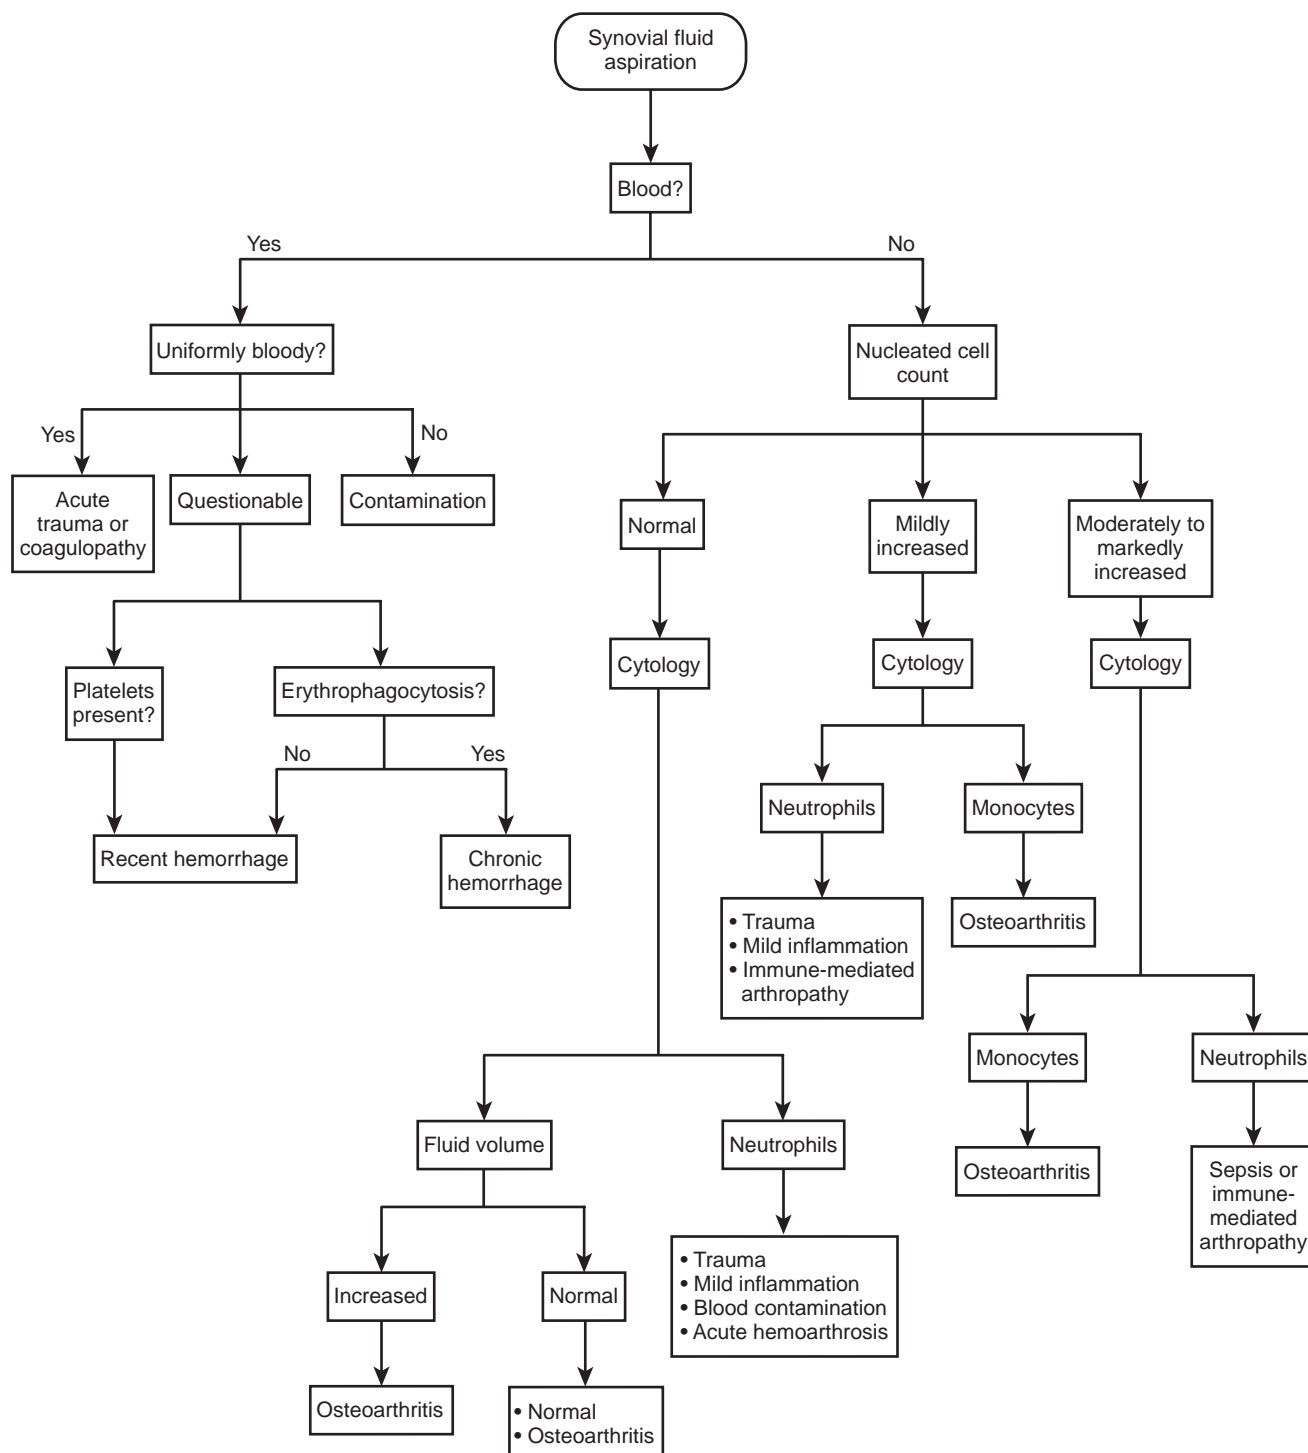 Synovial fluid
aspiration
Blood?
Yes
No
Uniformly bloody?
Nucleated cell
count
Yes
No
Acute
trauma or
coagulopathy
Questionable
Contamination
Normal
Mildly
increased
Moderately to
markedly
increased
Platelets
present?
Erythrophagocytosis?
Cytology
Cytology
Cytology
No
Yes
Recent hemorrhage
Chronic
hemorrhage
Neutrophils
Monocytes
• Trauma
• Mild inflammation
• Immune-mediated
arthropathy
Osteoarthritis
Monocytes
Neutrophils
Osteoarthritis
Sepsis or
immune-
mediated
arthropathy
Fluid volume
Neutrophils
Increased
Normal
• Trauma
• Mild inflammation
• Blood contamination
• Acute hemoarthrosis
Osteoarthritis
• Normal
• Osteoarthritis